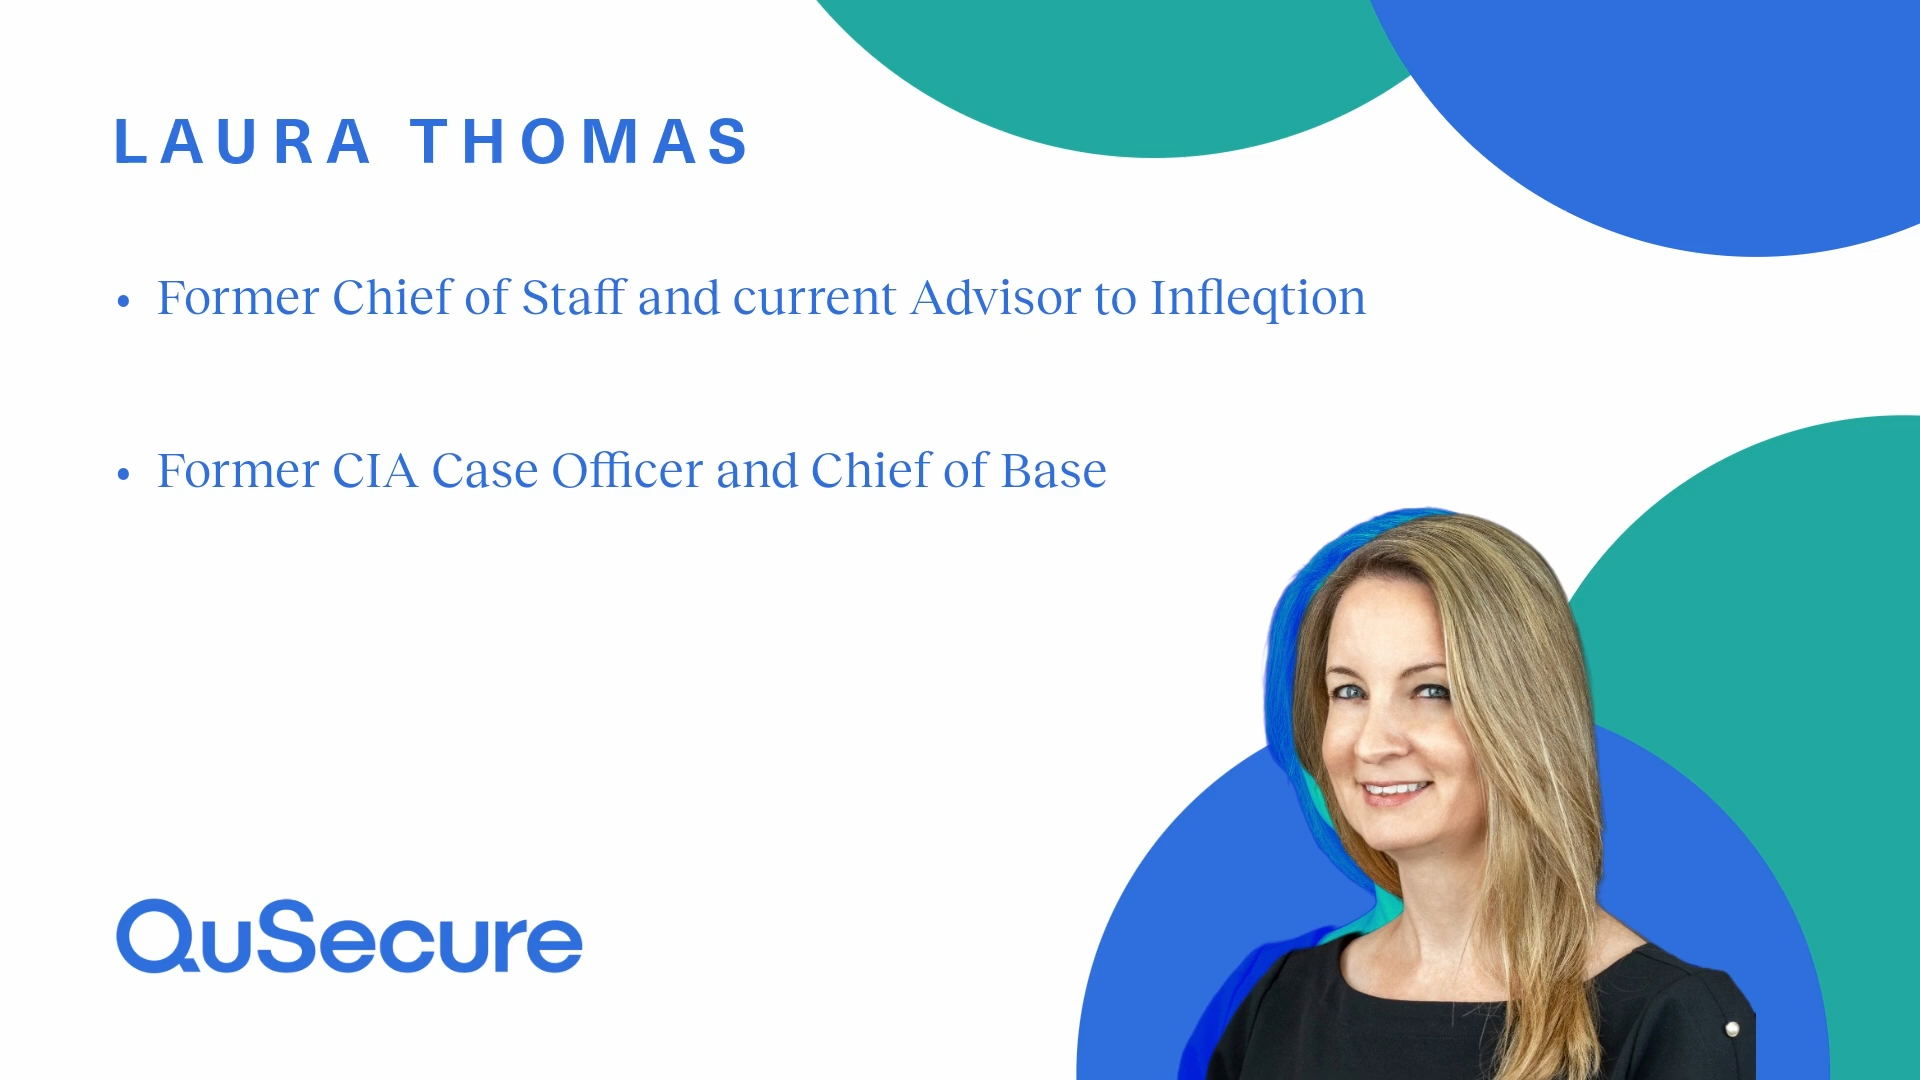 LAURA THOMAS
• Former Chief of Staff and current Advisor to Infleqtion
• Former CIA Case Officer and Chief of Base
QuSecure